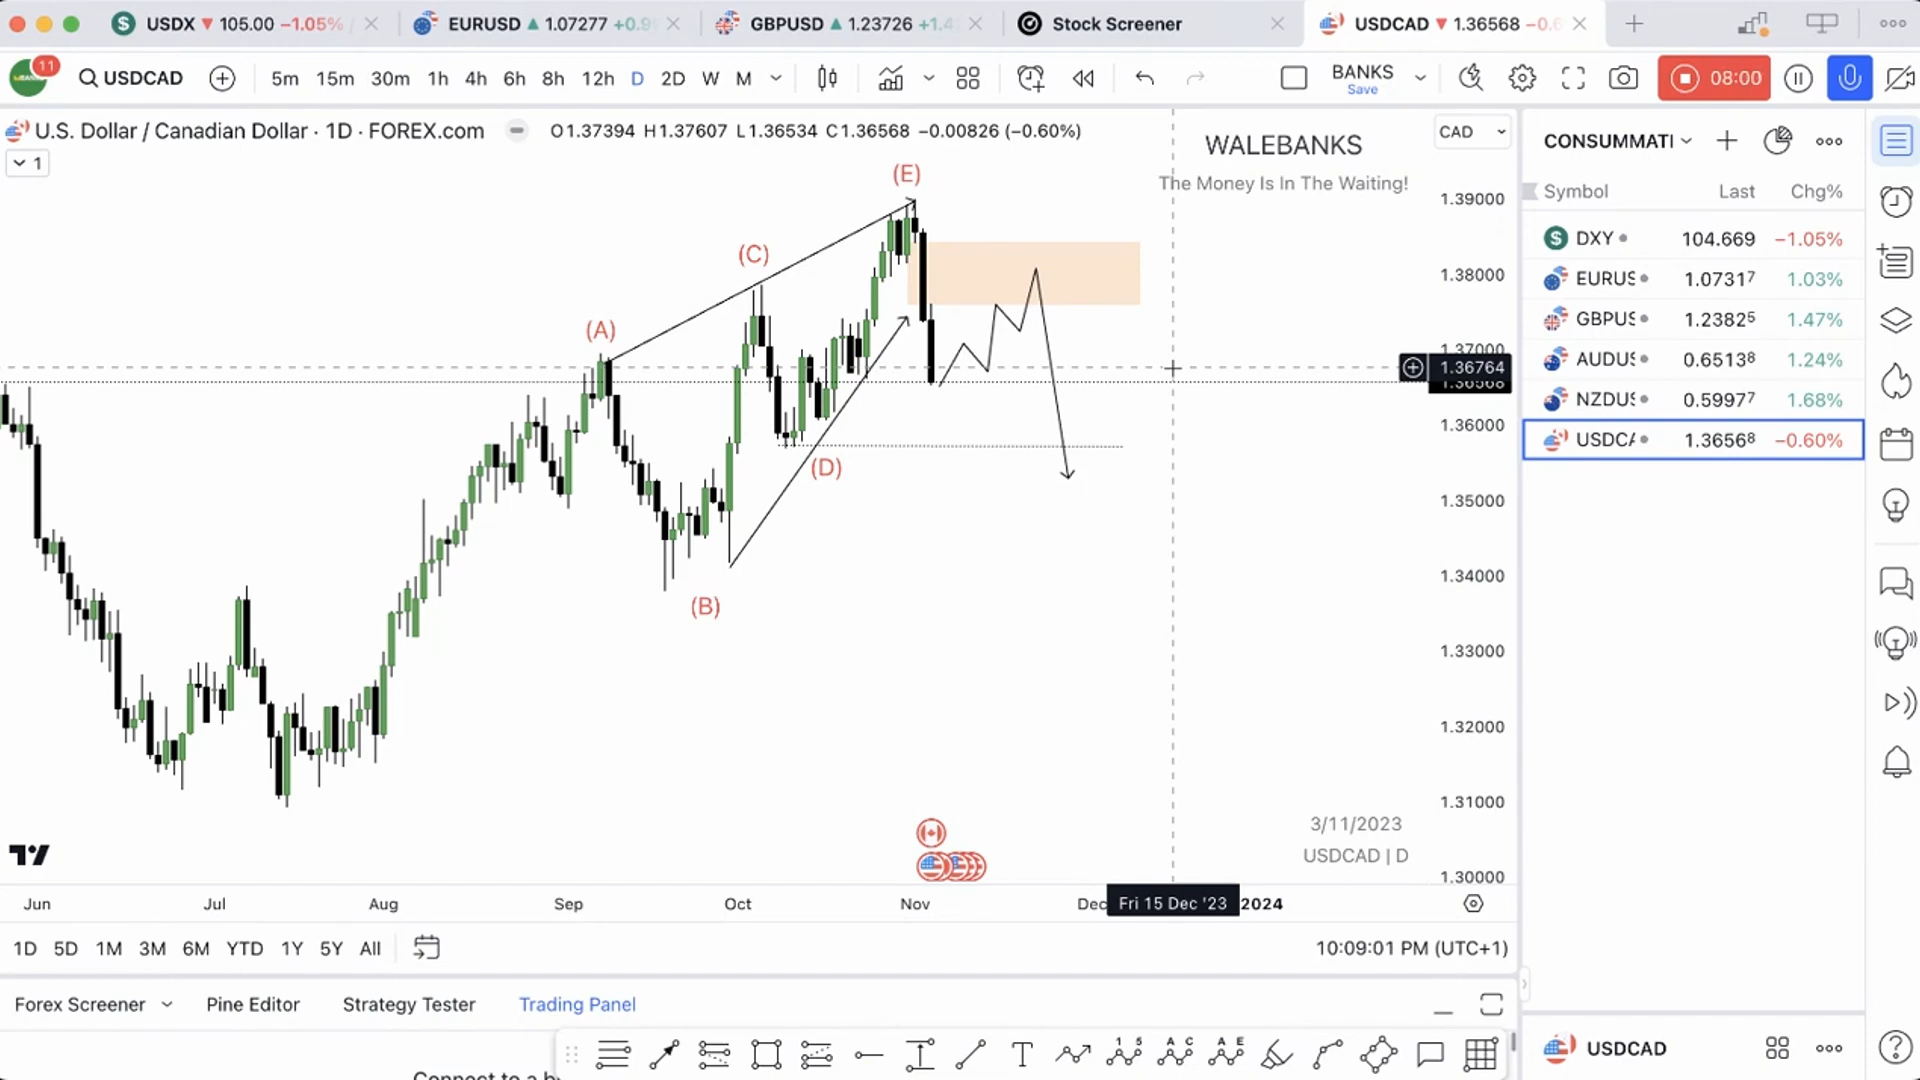 USDX ▼ 105.00 −1.05%
EURUSD ▲ 1.07277 +0.9
GBPUSD ▲ 1.23726 +1.4
Stock Screener
USDCAD ▼ 1.36568 −0.6
11
USDCAD
5m 15m 30m 1h 4h 6h 8h 12h D 2D W M
BANKS
Save
08:00
U.S. Dollar / Canadian Dollar · 1D · FOREX.com
O1.37394 H1.37607 L1.36534 C1.36568 −0.00826 (−0.60%)
1
WALEBANKS
The Money Is In The Waiting!
CAD
CONSUMMATI
Symbol Last Chg%
DXY 104.669 −1.05%
EURUS 1.07317 1.03%
GBPUS 1.23825 1.47%
AUDUS 0.65138 1.24%
NZDUS 0.59977 1.68%
USDCA 1.36568 −0.60%
(E)
(C)
(A)
(D)
(B)
1.39000
1.38000
1.37000
1.36764
1.36568
1.36000
1.35000
1.34000
1.33000
1.32000
1.31000
1.30000
3/11/2023
USDCAD | D
Jun Jul Aug Sep Oct Nov Dec Fri 15 Dec '23 2024
1D 5D 1M 3M 6M YTD 1Y 5Y All
10:09:01 PM (UTC+1)
Forex Screener Pine Editor Strategy Tester Trading Panel
USDCAD